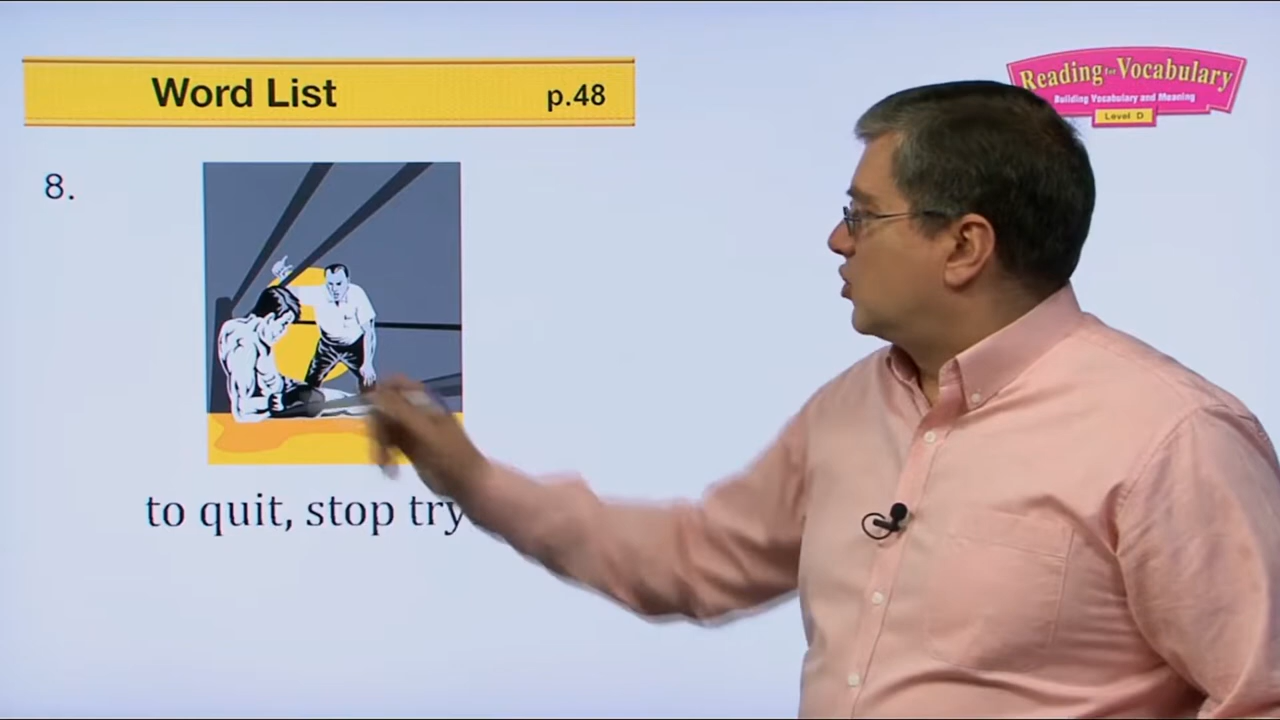 Word List p.48
Reading for Vocabulary
Building Vocabulary and Meaning
Level D
8.
to quit, stop try